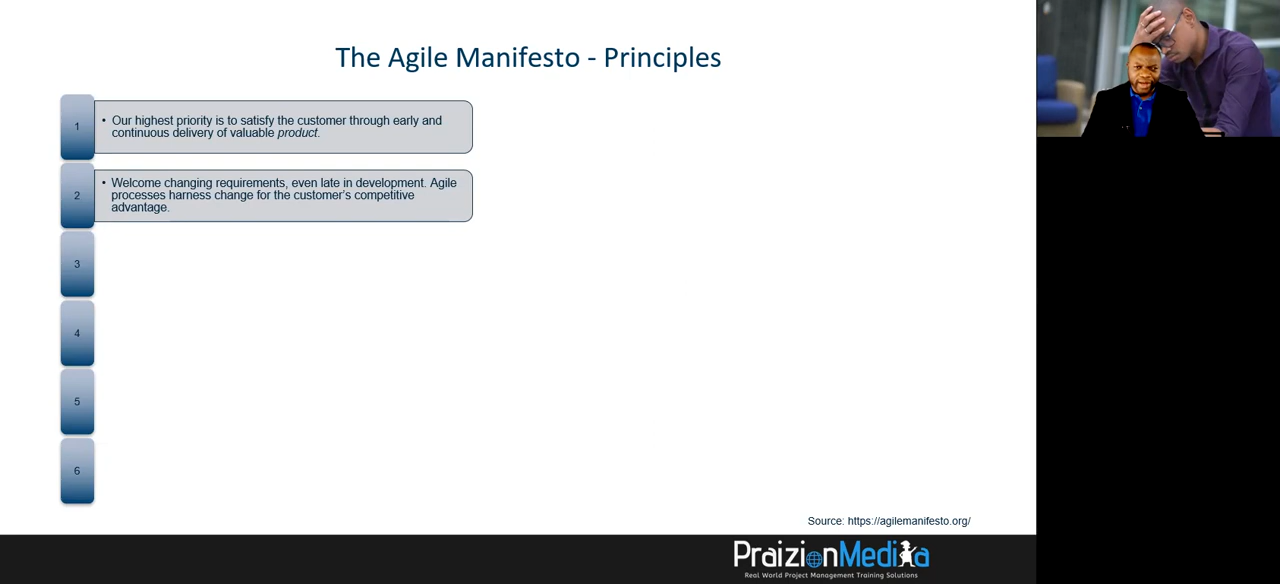 The Agile Manifesto - Principles
1
• Our highest priority is to satisfy the customer through early and
continuous delivery of valuable product.
2
• Welcome changing requirements, even late in development. Agile
processes harness change for the customer's competitive
advantage.
3
4
5
6
Source: https://agilemanifesto.org/
PraizionMedia
Real World Project Management Training Solutions